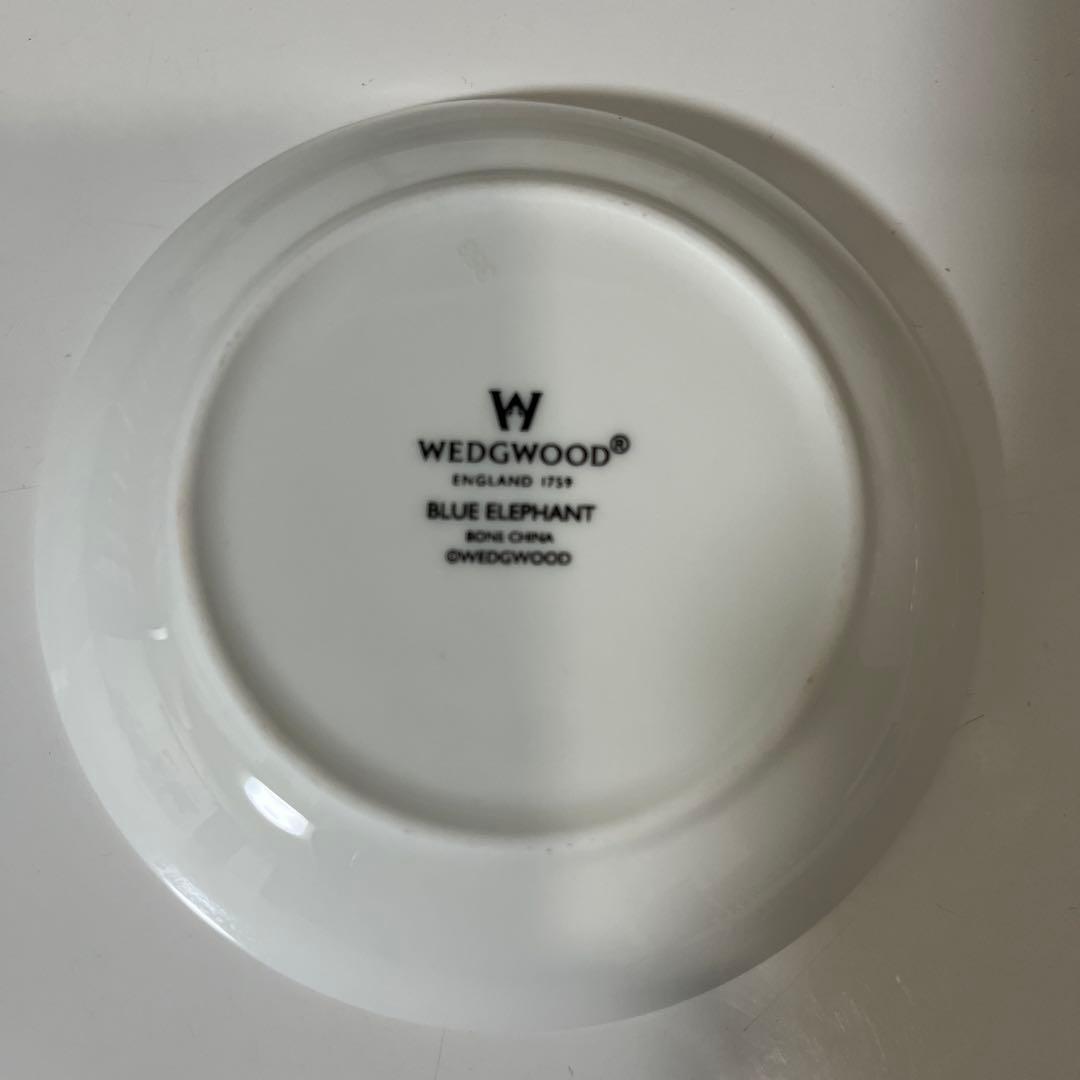 W
WEDGWOOD®
ENGLAND 1759
BLUE ELEPHANT
BONE CHINA
©WEDGWOOD